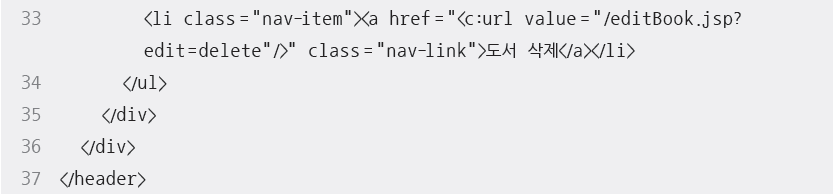 33 <li class="nav-item"><a href="<c:url value="/editBook.jsp?
edit=delete"/>" class="nav-link">도서 삭제</a></li>
34 </ul>
35 </div>
36 </div>
37 </header>